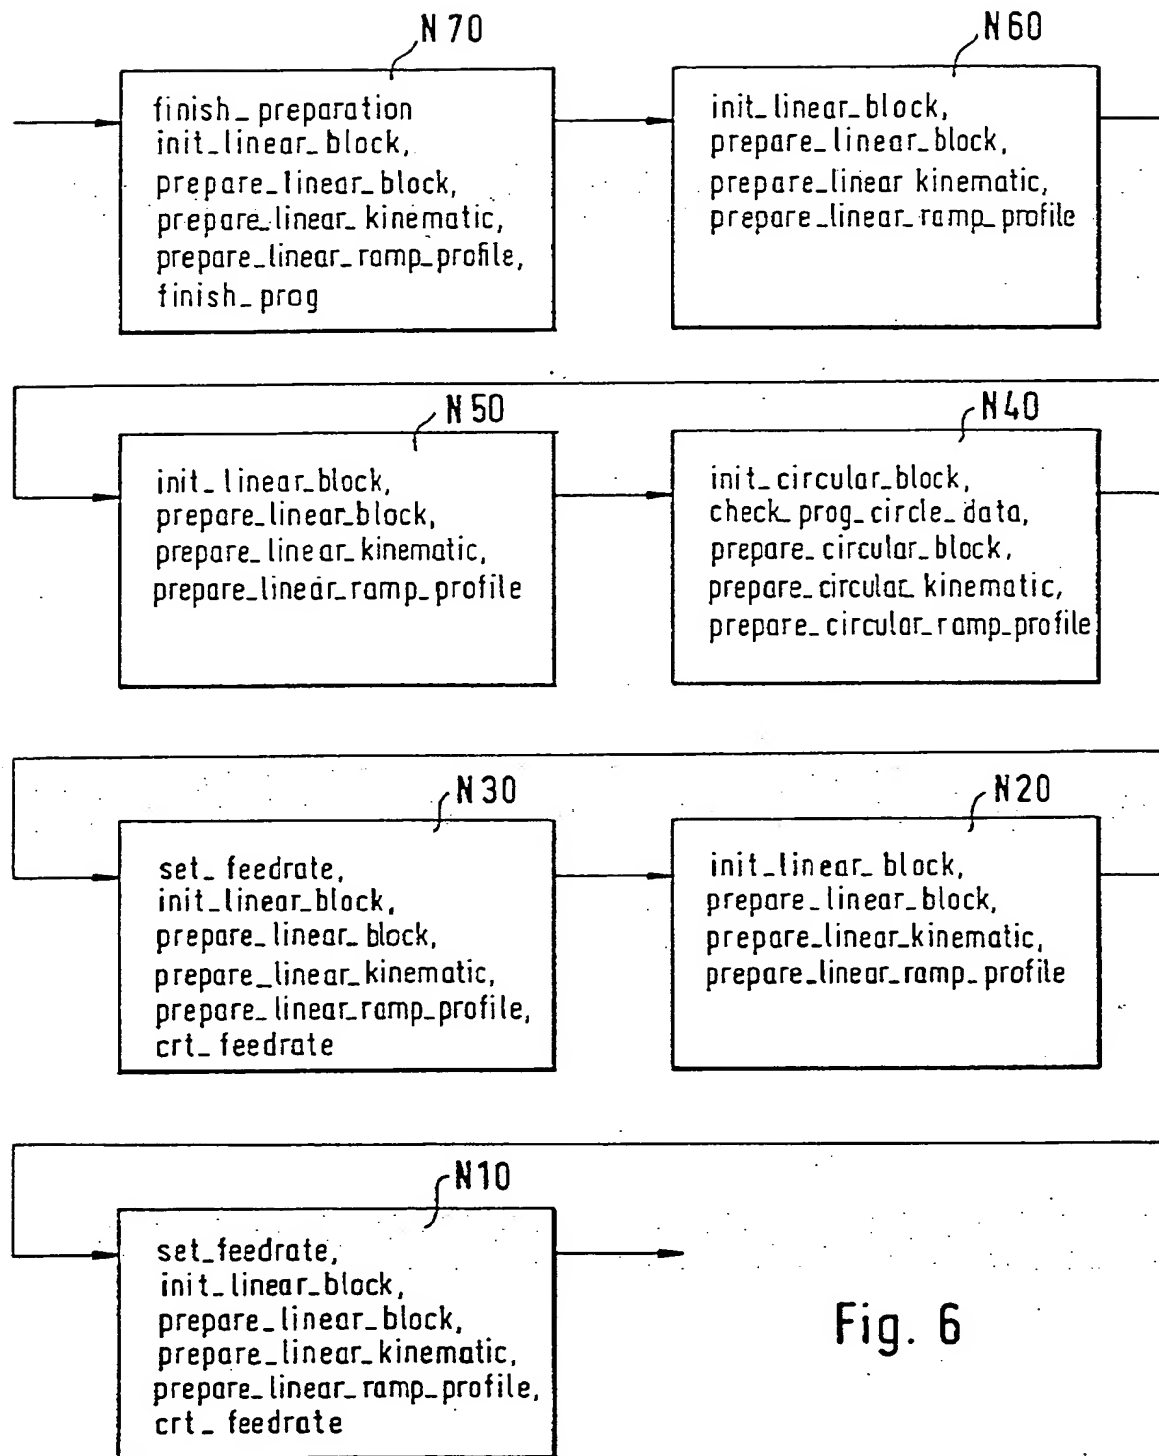 N70
finish_preparation
init_linear_block,
prepare_linear_block,
prepare_linear_kinematic,
prepare_linear_ramp_profile,
finish_prog
N60
init_linear_block,
prepare_linear_block,
prepare_linear kinematic,
prepare_linear_ramp_profile
N50
init_linear_block,
prepare_linear_block,
prepare_linear_kinematic,
prepare_linear_ramp_profile
N40
init_circular_block,
check_prog_circle_data,
prepare_circular_block,
prepare_circular_kinematic,
prepare_circular_ramp_profile
N30
set_feedrate,
init_linear_block,
prepare_linear_block,
prepare_linear_kinematic,
prepare_linear_ramp_profile,
crt_feedrate
N20
init_linear_block,
prepare_linear_block,
prepare_linear_kinematic,
prepare_linear_ramp_profile
N10
set_feedrate,
init_linear_block,
prepare_linear_block,
prepare_linear_kinematic,
prepare_linear_ramp_profile,
crt_feedrate
Fig. 6